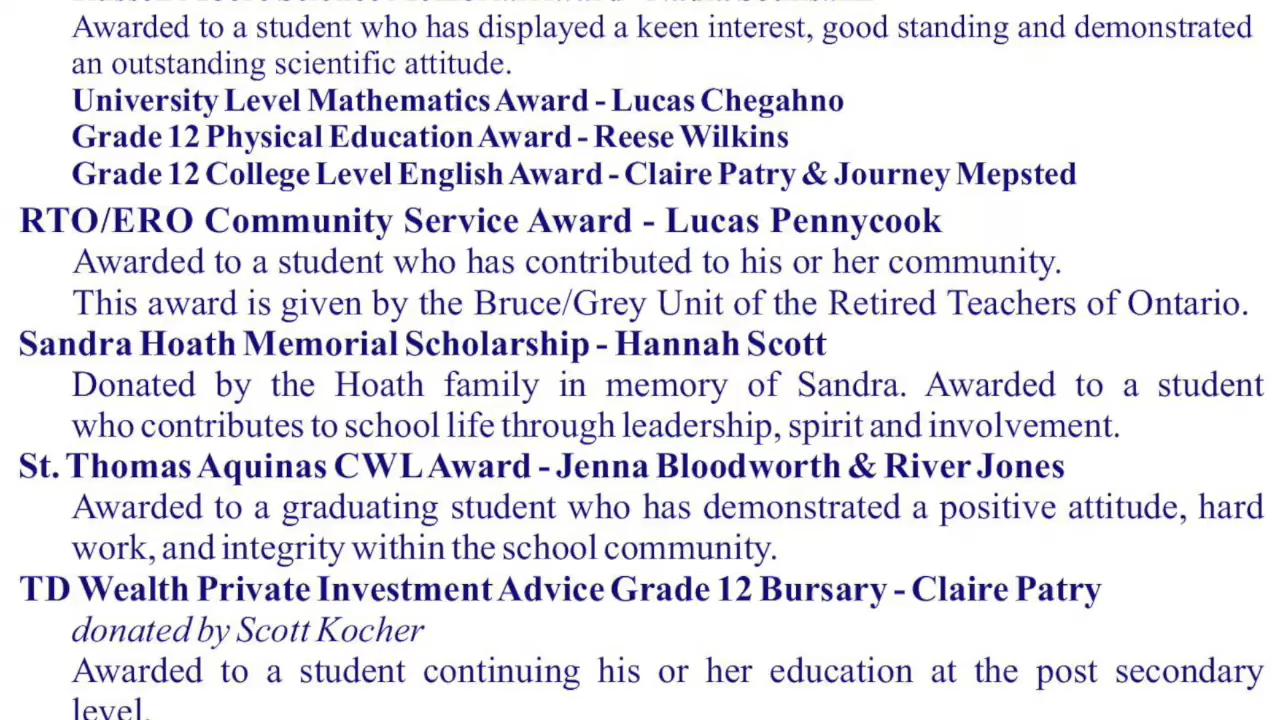 Awarded to a student who has displayed a keen interest, good standing and demonstrated
an outstanding scientific attitude.
University Level Mathematics Award - Lucas Chegahno
Grade 12 Physical Education Award - Reese Wilkins
Grade 12 College Level English Award - Claire Patry & Journey Mepsted
RTO/ERO Community Service Award - Lucas Pennycook
Awarded to a student who has contributed to his or her community.
This award is given by the Bruce/Grey Unit of the Retired Teachers of Ontario.
Sandra Hoath Memorial Scholarship - Hannah Scott
Donated by the Hoath family in memory of Sandra. Awarded to a student
who contributes to school life through leadership, spirit and involvement.
St. Thomas Aquinas CWL Award - Jenna Bloodworth & River Jones
Awarded to a graduating student who has demonstrated a positive attitude, hard
work, and integrity within the school community.
TD Wealth Private Investment Advice Grade 12 Bursary - Claire Patry
donated by Scott Kocher
Awarded to a student continuing his or her education at the post secondary
level.